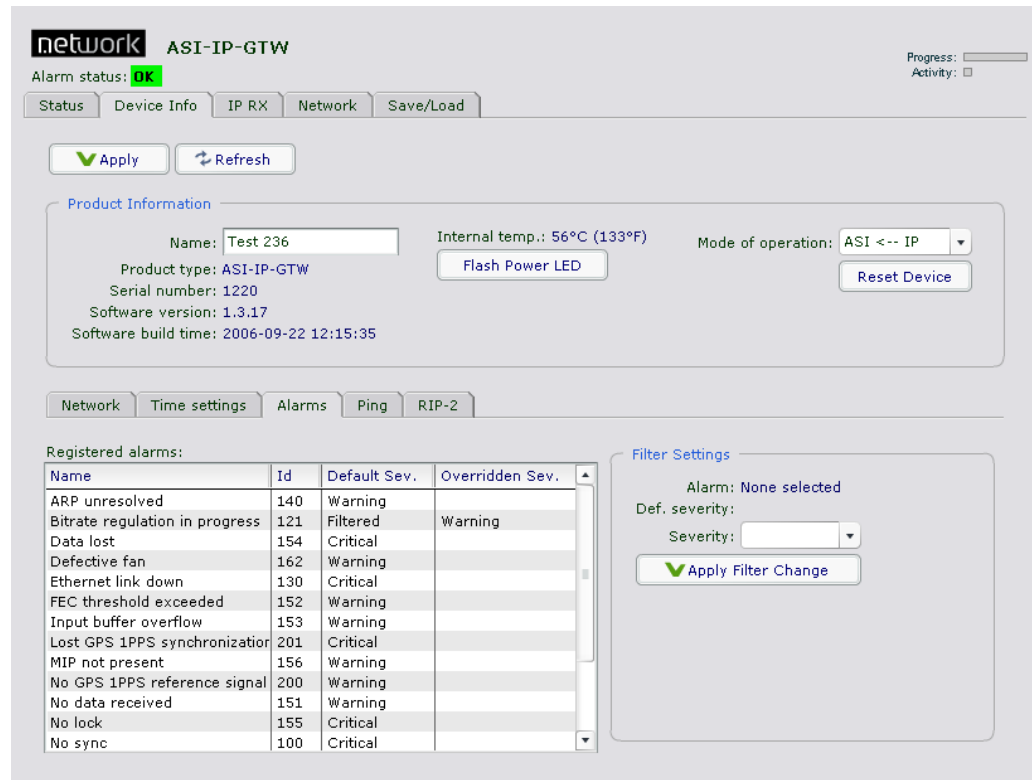 network ASI-IP-GTW
Progress:
Alarm status: OK
Activity:
Status Device Info IP RX Network Save/Load
Apply Refresh
Product Information
Name: Test 236 Internal temp.: 56°C (133°F) Mode of operation: ASI <-- IP
Product type: ASI-IP-GTW Flash Power LED Reset Device
Serial number: 1220
Software version: 1.3.17
Software build time: 2006-09-22 12:15:35
Network Time settings Alarms Ping RIP-2
Registered alarms:
Name Id Default Sev. Overridden Sev.
ARP unresolved 140 Warning
Bitrate regulation in progress 121 Filtered Warning
Data lost 154 Critical
Defective fan 162 Warning
Ethernet link down 130 Critical
FEC threshold exceeded 152 Warning
Input buffer overflow 153 Warning
Lost GPS 1PPS synchronization 201 Critical
MIP not present 156 Warning
No GPS 1PPS reference signal 200 Warning
No data received 151 Warning
No lock 155 Critical
No sync 100 Critical
Filter Settings
Alarm: None selected
Def. severity:
Severity:
Apply Filter Change